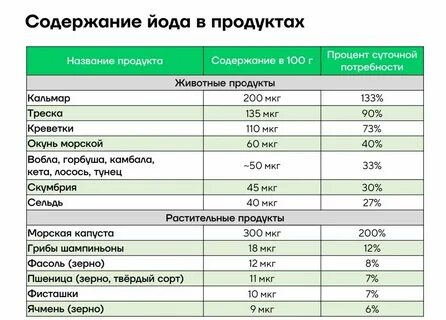 Содержание йода в продуктах
Название продукта Содержание в 100 г Процент суточной потребности
Животные продукты
Кальмар 200 мкг 133%
Треска 135 мкг 90%
Креветки 110 мкг 73%
Окунь морской 60 мкг 40%
Вобла, горбуша, камбала,
кета, лосось, тунец ~50 мкг 33%
Скумбрия 45 мкг 30%
Сельдь 40 мкг 27%
Растительные продукты
Морская капуста 300 мкг 200%
Грибы шампиньоны 18 мкг 12%
Фасоль (зерно) 12 мкг 8%
Пшеница (зерно, твёрдый сорт) 11 мкг 7%
Фисташки 10 мкг 7%
Ячмень (зерно) 9 мкг 6%